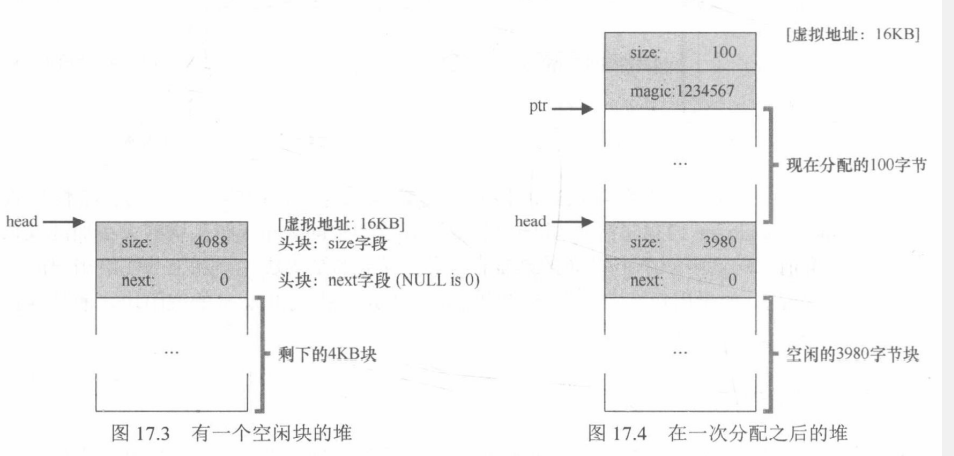 head
[虚拟地址: 16KB]
size: 4088
头块：size字段
next: 0
头块：next字段 (NULL is 0)
...
剩下的4KB块
图 17.3 有一个空闲块的堆
[虚拟地址：16KB]
size: 100
magic:1234567
ptr
...
现在分配的100字节
head
size: 3980
next: 0
...
空闲的3980字节块
图 17.4 在一次分配之后的堆